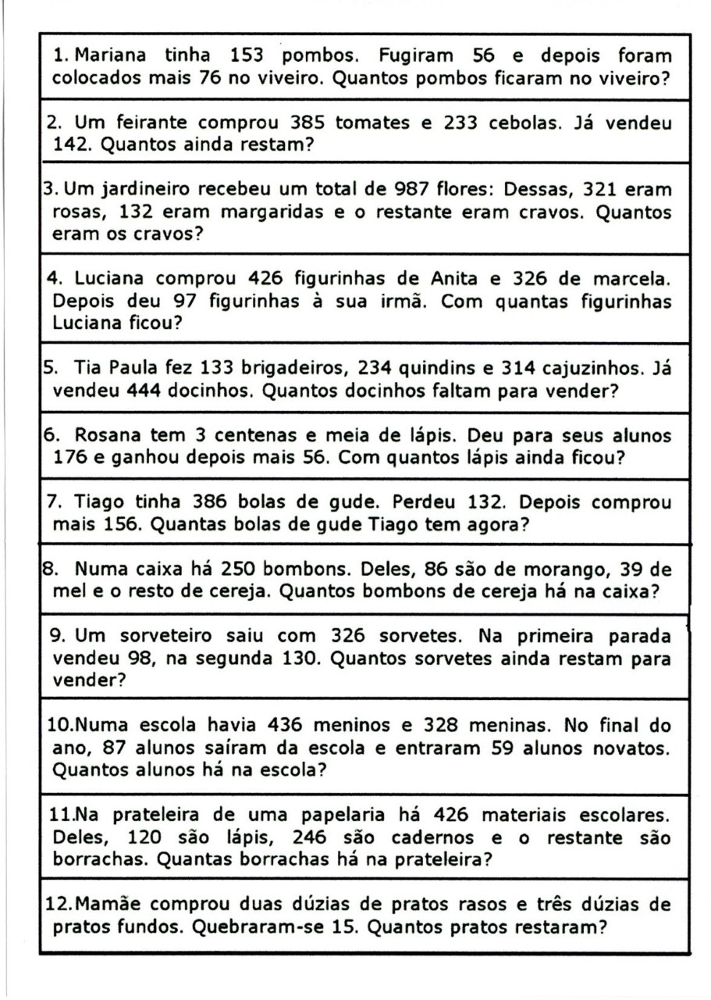 1. Mariana tinha 153 pombos. Fugiram 56 e depois foram
colocados mais 76 no viveiro. Quantos pombos ficaram no viveiro?
2. Um feirante comprou 385 tomates e 233 cebolas. Já vendeu
142. Quantos ainda restam?
3. Um jardineiro recebeu um total de 987 flores: Dessas, 321 eram
rosas, 132 eram margaridas e o restante eram cravos. Quantos
eram os cravos?
4. Luciana comprou 426 figurinhas de Anita e 326 de marcela.
Depois deu 97 figurinhas à sua irmã. Com quantas figurinhas
Luciana ficou?
5. Tia Paula fez 133 brigadeiros, 234 quindins e 314 cajuzinhos. Já
vendeu 444 docinhos. Quantos docinhos faltam para vender?
6. Rosana tem 3 centenas e meia de lápis. Deu para seus alunos
176 e ganhou depois mais 56. Com quantos lápis ainda ficou?
7. Tiago tinha 386 bolas de gude. Perdeu 132. Depois comprou
mais 156. Quantas bolas de gude Tiago tem agora?
8. Numa caixa há 250 bombons. Deles, 86 são de morango, 39 de
mel e o resto de cereja. Quantos bombons de cereja há na caixa?
9. Um sorveteiro saiu com 326 sorvetes. Na primeira parada
vendeu 98, na segunda 130. Quantos sorvetes ainda restam para
vender?
10.Numa escola havia 436 meninos e 328 meninas. No final do
ano, 87 alunos saíram da escola e entraram 59 alunos novatos.
Quantos alunos há na escola?
11.Na prateleira de uma papelaria há 426 materiais escolares.
Deles, 120 são lápis, 246 são cadernos e o restante são
borrachas. Quantas borrachas há na prateleira?
12.Mamãe comprou duas dúzias de pratos rasos e três dúzias de
pratos fundos. Quebraram-se 15. Quantos pratos restaram?